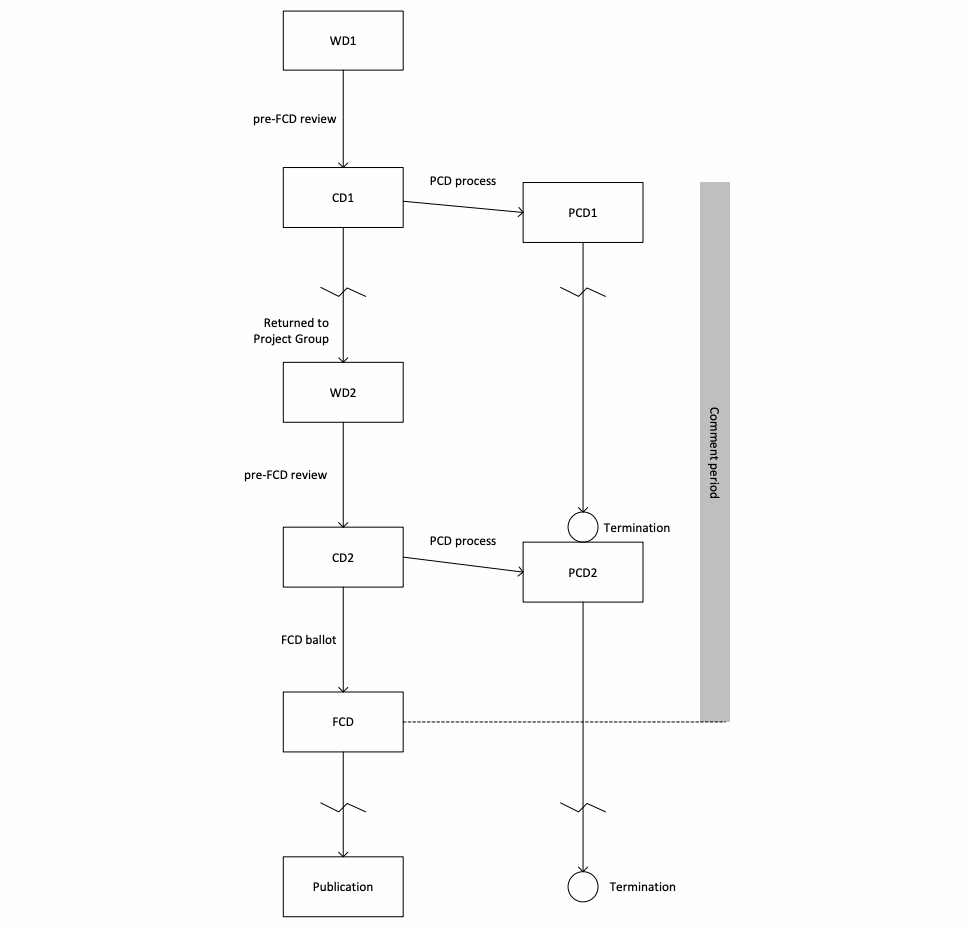 WD1
pre-FCD review
CD1
PCD process
PCD1
Returned to
Project Group
WD2
Comment period
pre-FCD review
Termination
CD2
PCD process
PCD2
FCD ballot
FCD
Publication
Termination